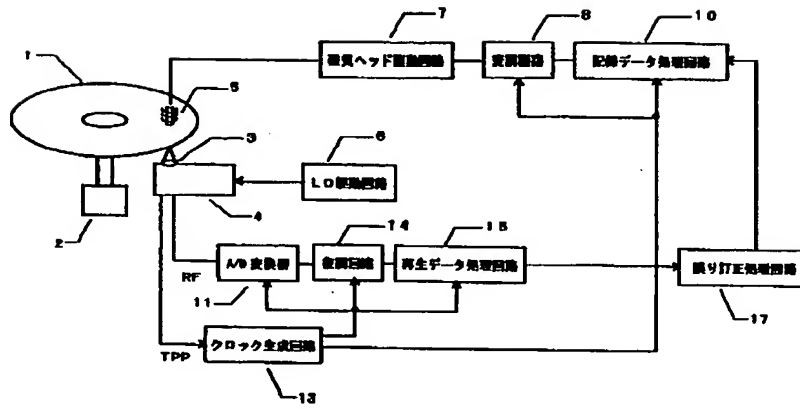 7
8
10
磁気ヘッド駆動回路
変調回路
記録データ処理回路
1
5
3
6
LD駆動回路
4
2
14
15
RF
A/D変換器
復調回路
再生データ処理回路
誤り訂正処理回路
11
17
TPP
クロック生成回路
13